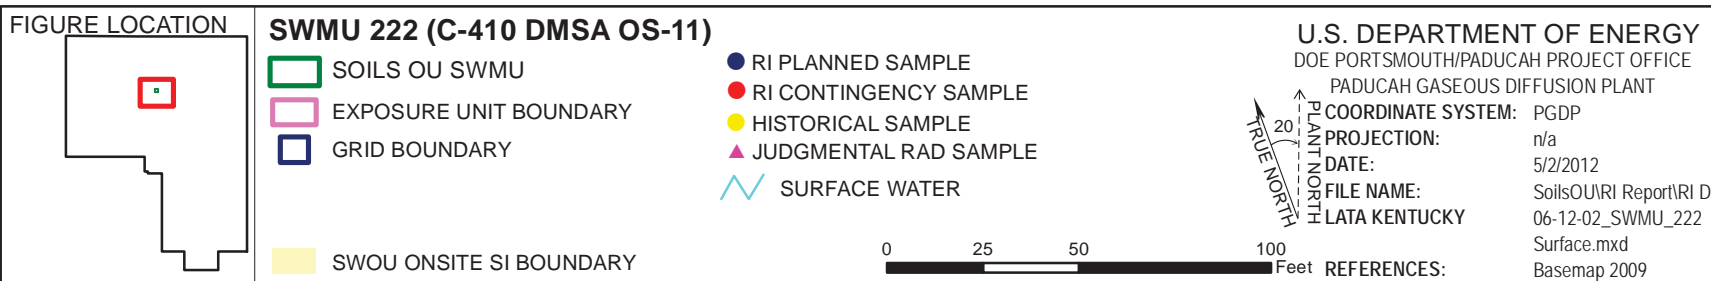 FIGURE LOCATION
SWMU 222 (C-410 DMSA OS-11)
SOILS OU SWMU
EXPOSURE UNIT BOUNDARY
GRID BOUNDARY
SWOU ONSITE SI BOUNDARY
RI PLANNED SAMPLE
RI CONTINGENCY SAMPLE
HISTORICAL SAMPLE
JUDGMENTAL RAD SAMPLE
SURFACE WATER
0 25 50 100
Feet
U.S. DEPARTMENT OF ENERGY
DOE PORTSMOUTH/PADUCAH PROJECT OFFICE
PADUCAH GASEOUS DIFFUSION PLANT
TRUE NORTH
20
PLANT NORTH
COORDINATE SYSTEM: PGDP
PROJECTION: n/a
DATE: 5/2/2012
FILE NAME: SoilsOU\RI Report\RI D
LATA KENTUCKY 06-12-02_SWMU_222
Surface.mxd
REFERENCES: Basemap 2009